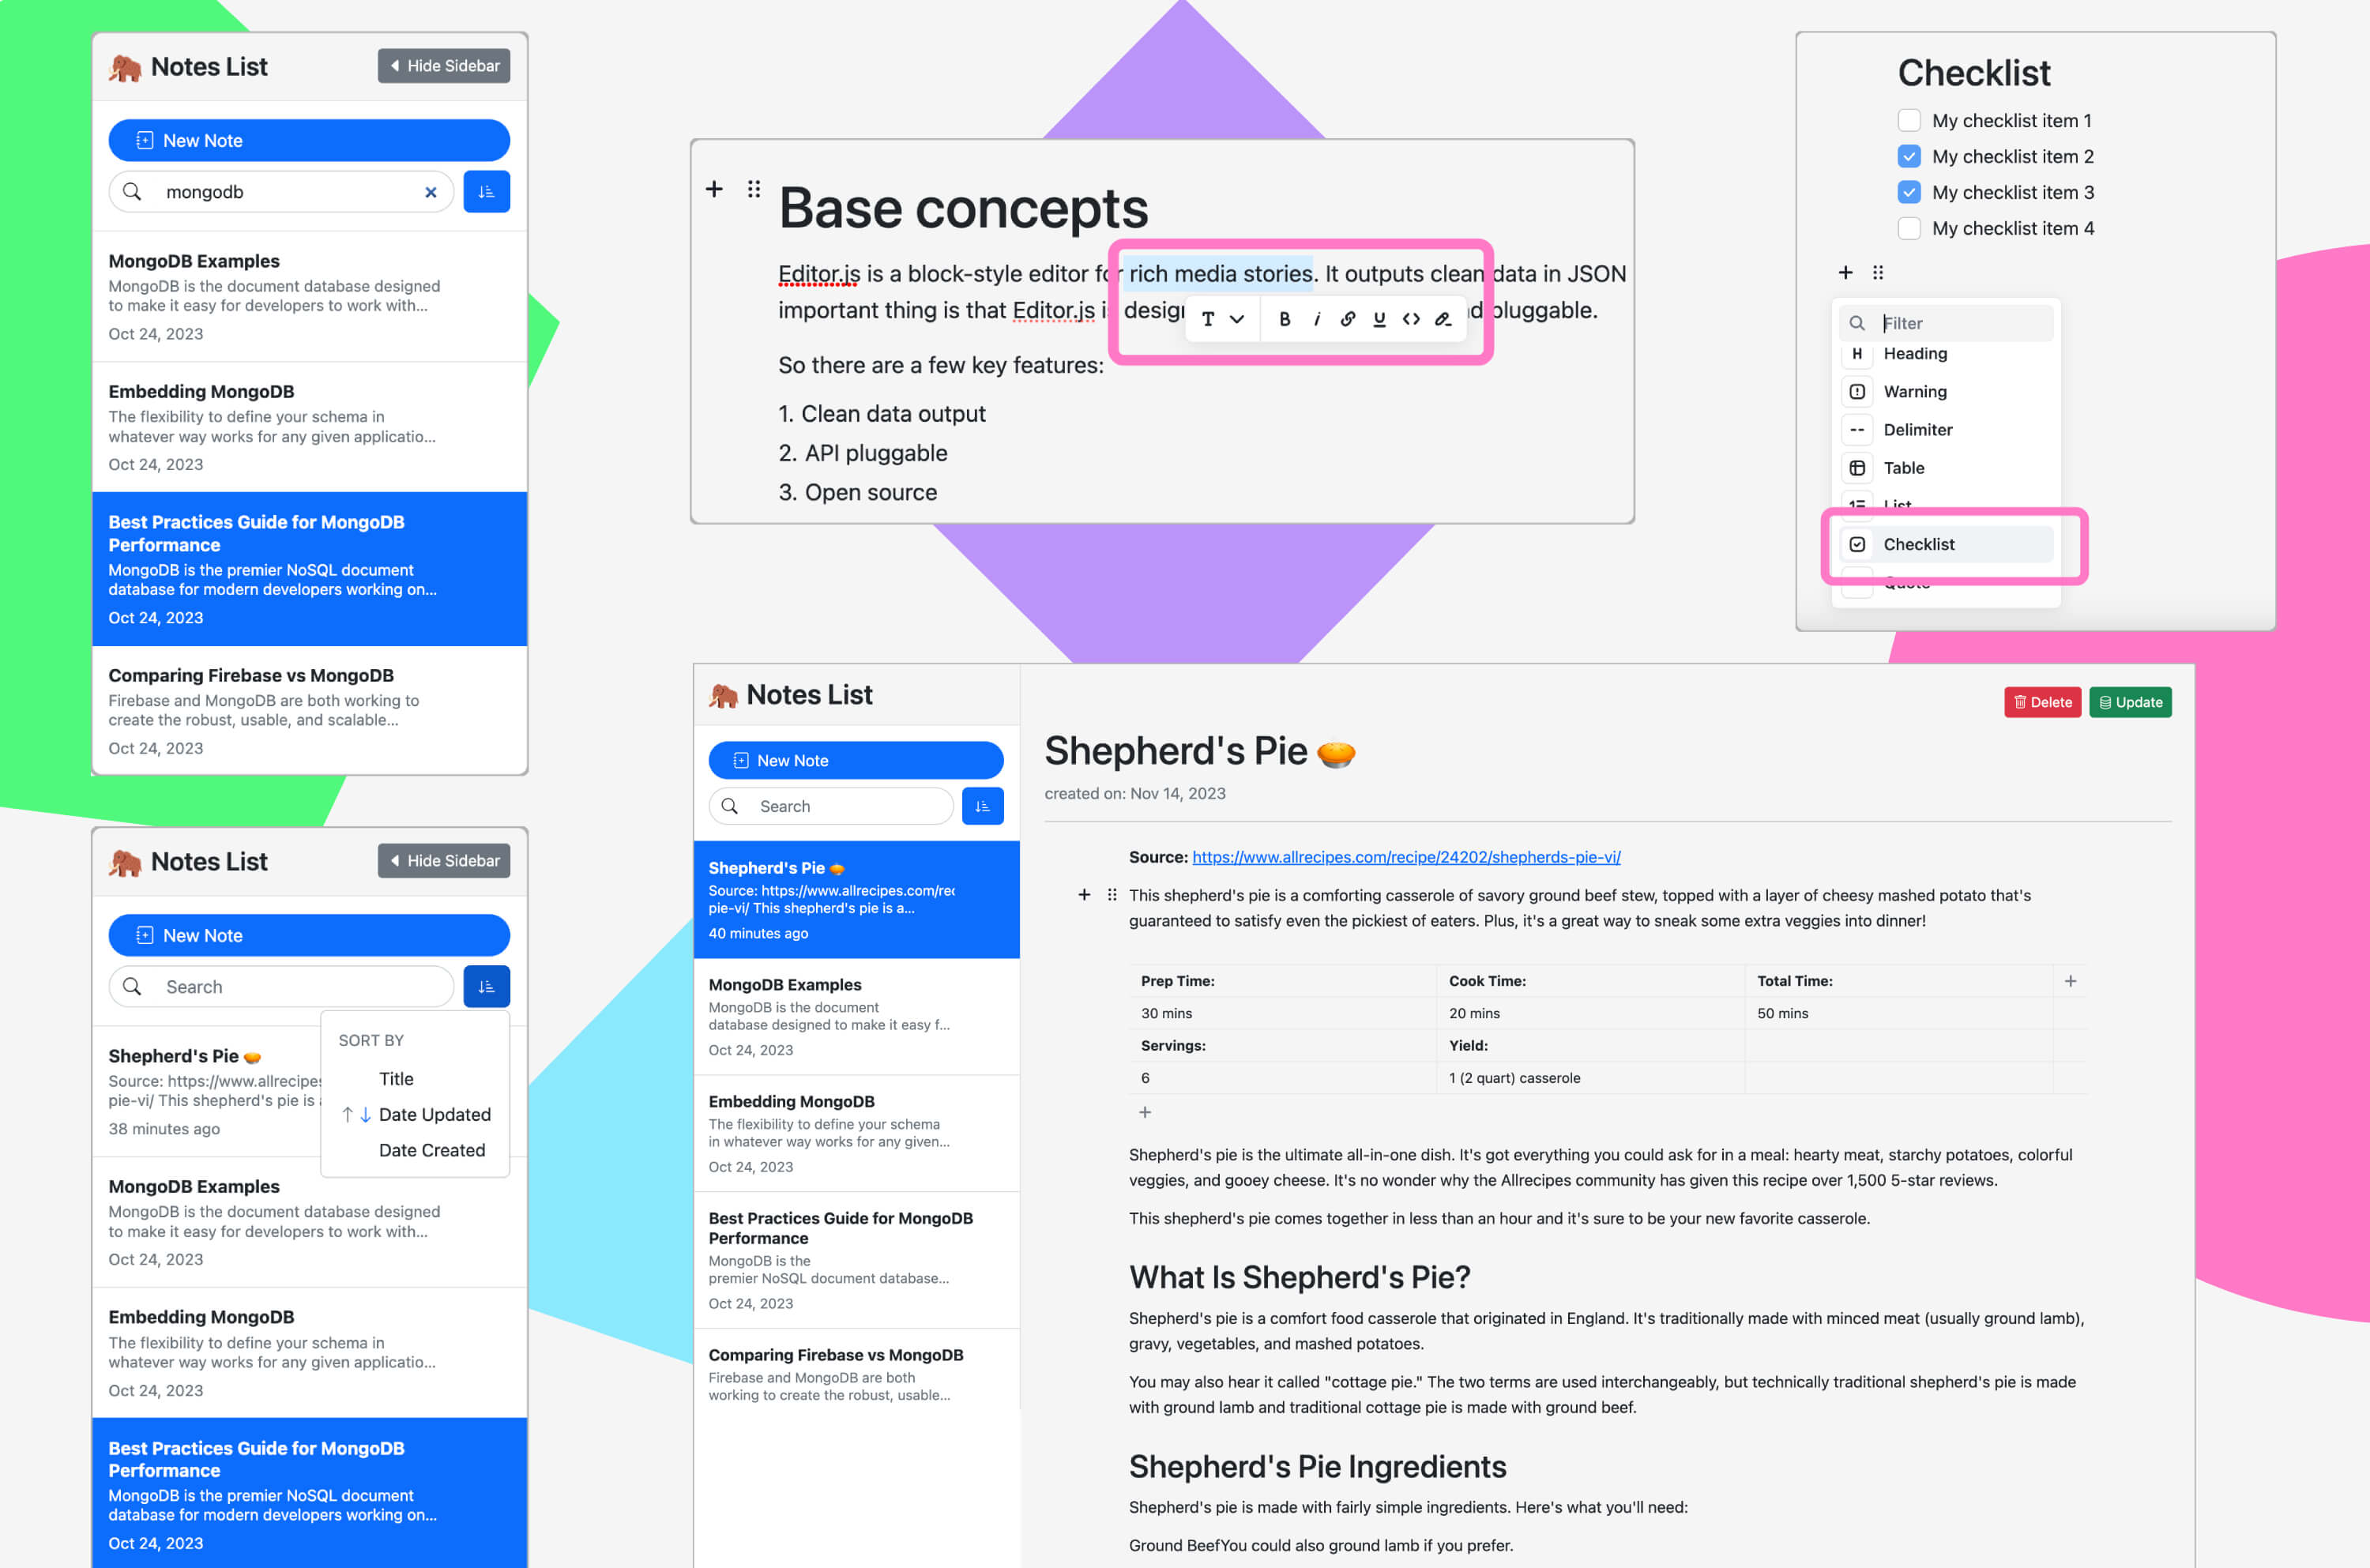 Notes List
Hide Sidebar
New Note
mongodb
MongoDB Examples
MongoDB is the document database designed
to make it easy for developers to work with...
Oct 24, 2023
Embedding MongoDB
The flexibility to define your schema in
whatever way works for any given applicatio...
Oct 24, 2023
Best Practices Guide for MongoDB
Performance
MongoDB is the premier NoSQL document
database for modern developers working on...
Oct 24, 2023
Comparing Firebase vs MongoDB
Firebase and MongoDB are both working to
create the robust, usable, and scalable...
Oct 24, 2023
Base concepts
Editor.js is a block-style editor for rich media stories. It outputs clean data in JSON
important thing is that Editor.js is desig
d pluggable.
T B i U <>
So there are a few key features:
1. Clean data output
2. API pluggable
3. Open source
Checklist
My checklist item 1
My checklist item 2
My checklist item 3
My checklist item 4
Filter
H Heading
Warning
Delimiter
Table
List
Checklist
Quote
Notes List
Hide Sidebar
New Note
Search
SORT BY
Title
Date Updated
Date Created
Shepherd's Pie
Source: https://www.allrecipes
pie-vi/ This shepherd's pie is
38 minutes ago
MongoDB Examples
MongoDB is the document database designed
to make it easy for developers to work with...
Oct 24, 2023
Embedding MongoDB
The flexibility to define your schema in
whatever way works for any given applicatio...
Oct 24, 2023
Best Practices Guide for MongoDB
Performance
MongoDB is the premier NoSQL document
database for modern developers working on...
Oct 24, 2023
Notes List
New Note
Search
Shepherd's Pie
Source: https://www.allrecipes.com/rec
pie-vi/ This shepherd's pie is a...
40 minutes ago
MongoDB Examples
MongoDB is the document
database designed to make it easy f...
Oct 24, 2023
Embedding MongoDB
The flexibility to define your schema
in whatever way works for any given...
Oct 24, 2023
Best Practices Guide for MongoDB
Performance
MongoDB is the
premier NoSQL document database...
Oct 24, 2023
Comparing Firebase vs MongoDB
Firebase and MongoDB are both
working to create the robust, usable...
Delete
Update
Shepherd's Pie
created on: Nov 14, 2023
Source: https://www.allrecipes.com/recipe/24202/shepherds-pie-vi/
This shepherd's pie is a comforting casserole of savory ground beef stew, topped with a layer of cheesy mashed potato that's
guaranteed to satisfy even the pickiest of eaters. Plus, it's a great way to sneak some extra veggies into dinner!
Prep Time: Cook Time: Total Time:
30 mins 20 mins 50 mins
Servings: Yield:
6 1 (2 quart) casserole
Shepherd's pie is the ultimate all-in-one dish. It's got everything you could ask for in a meal: hearty meat, starchy potatoes, colorful
veggies, and gooey cheese. It's no wonder why the Allrecipes community has given this recipe over 1,500 5-star reviews.
This shepherd's pie comes together in less than an hour and it's sure to be your new favorite casserole.
What Is Shepherd's Pie?
Shepherd's pie is a comfort food casserole that originated in England. It's traditionally made with minced meat (usually ground lamb),
gravy, vegetables, and mashed potatoes.
You may also hear it called "cottage pie." The two terms are used interchangeably, but technically traditional shepherd's pie is made
with ground lamb and traditional cottage pie is made with ground beef.
Shepherd's Pie Ingredients
Shepherd's pie is made with fairly simple ingredients. Here's what you'll need:
Ground BeefYou could also ground lamb if you prefer.